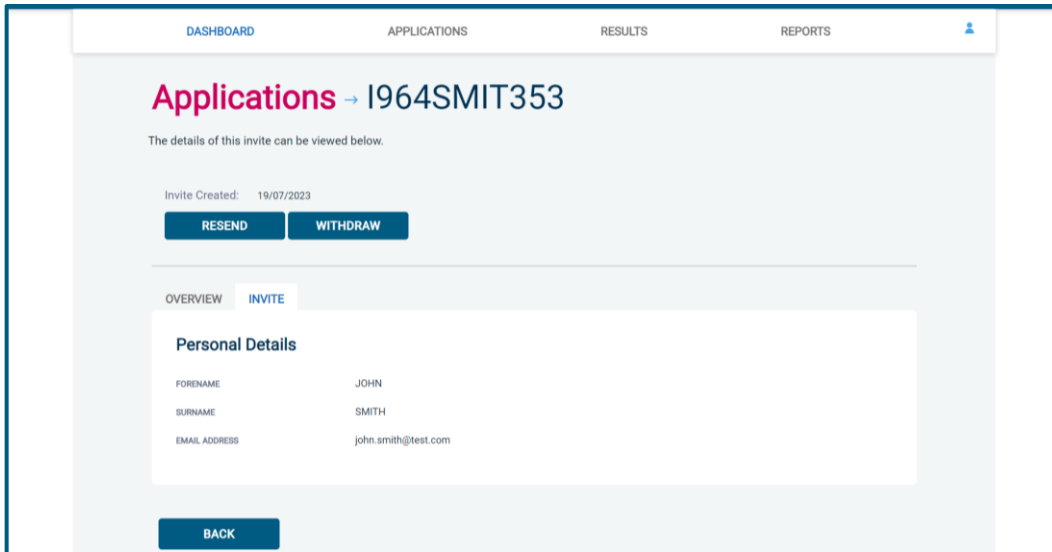 DASHBOARD APPLICATIONS RESULTS REPORTS
Applications → I964SMIT353
The details of this invite can be viewed below.
Invite Created: 19/07/2023
RESEND WITHDRAW
OVERVIEW INVITE
Personal Details
FORENAME JOHN
SURNAME SMITH
EMAIL ADDRESS john.smith@test.com
BACK